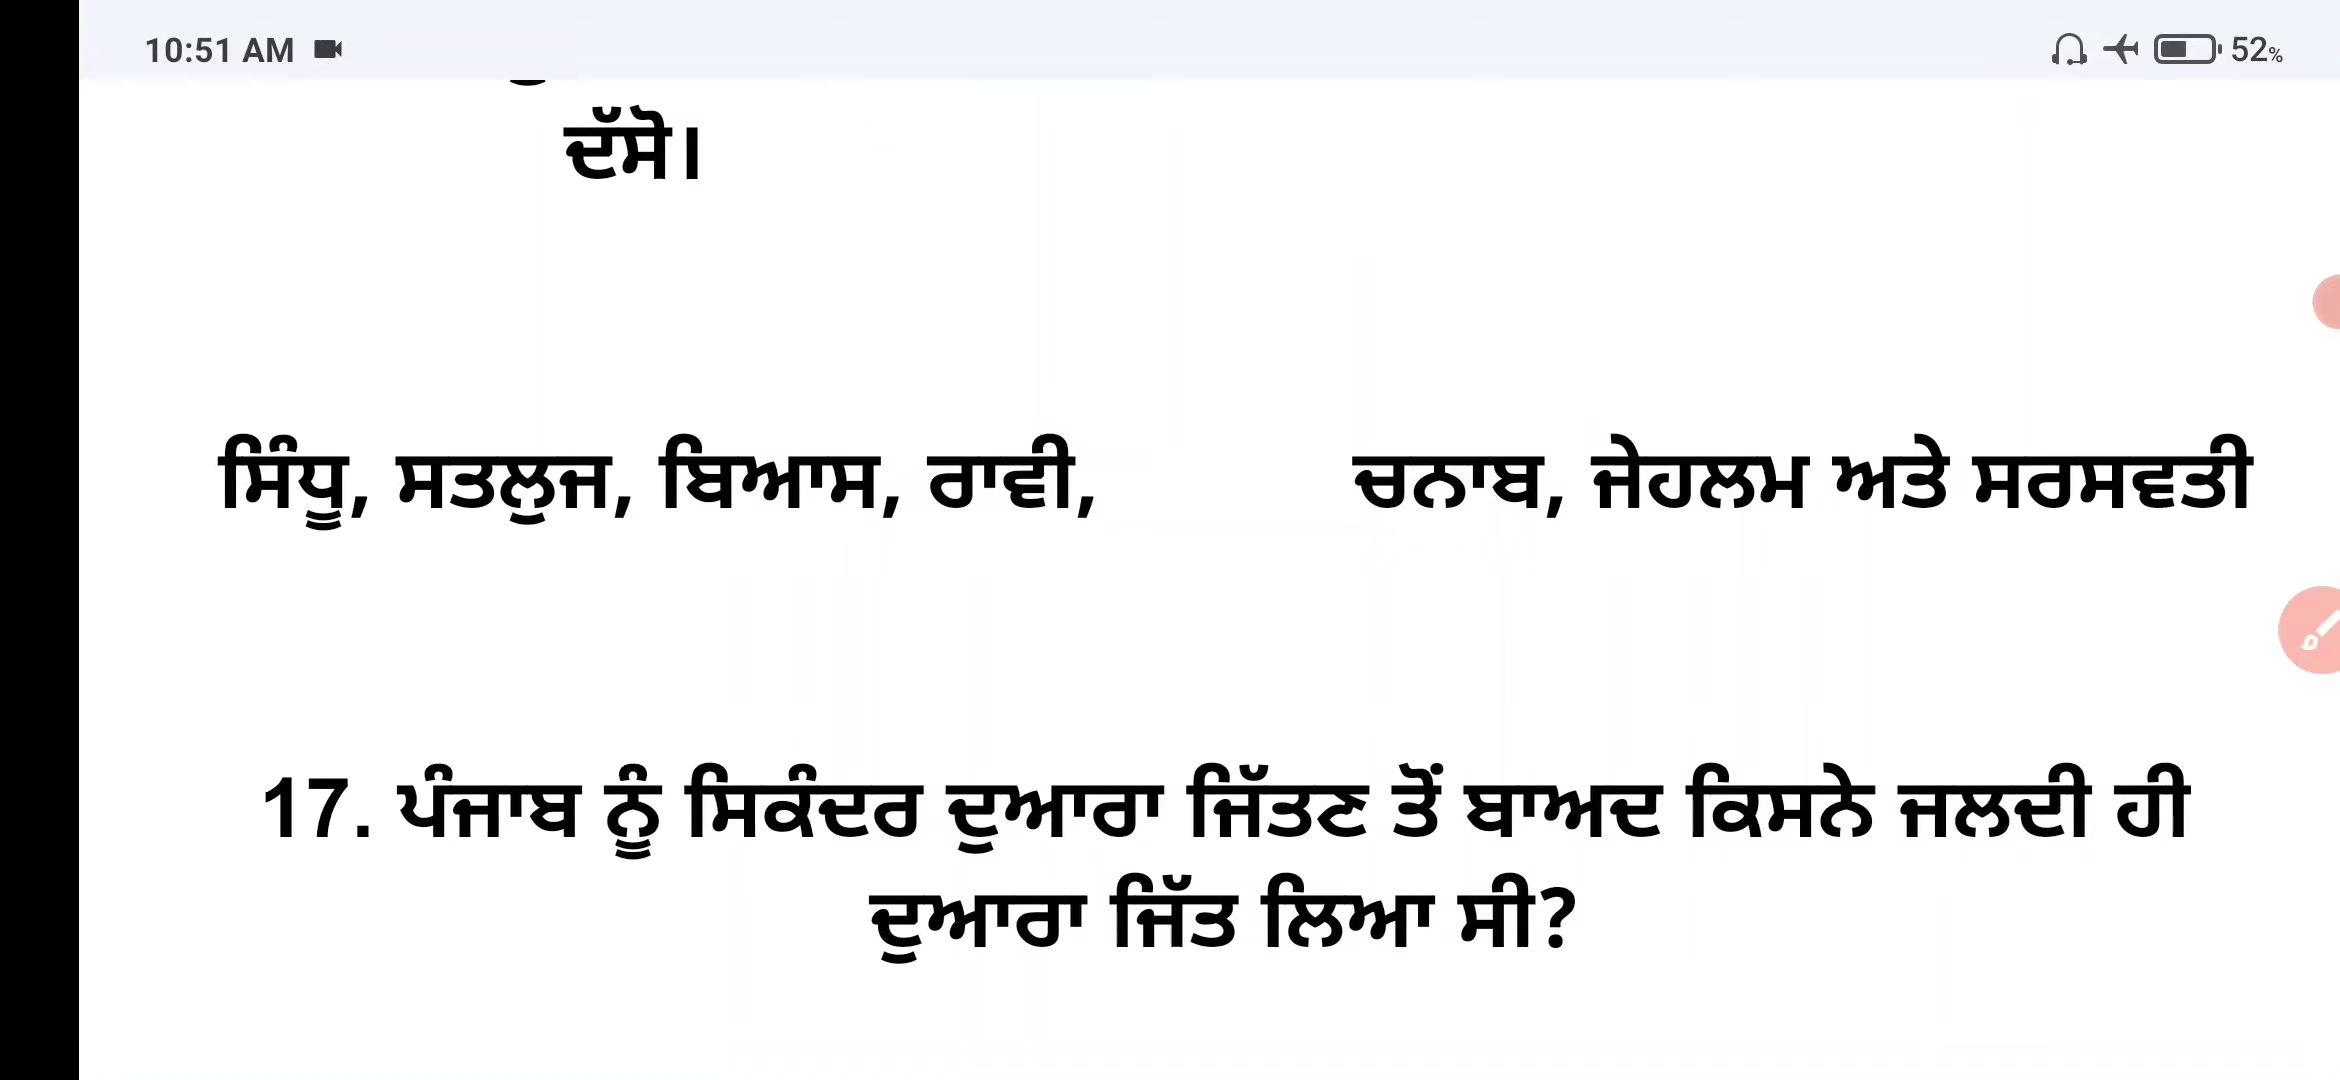 10:51 AM
52%
ਦੱਸੋ।
ਸਿੰਧੂ, ਸਤਲੁਜ, ਬਿਆਸ, ਰਾਵੀ, ਚਨਾਬ, ਜੇਹਲਮ ਅਤੇ ਸਰਸਵਤੀ
17. ਪੰਜਾਬ ਨੂੰ ਸਿਕੰਦਰ ਦੁਆਰਾ ਜਿੱਤਣ ਤੋਂ ਬਾਅਦ ਕਿਸਨੇ ਜਲਦੀ ਹੀ
ਦੁਆਰਾ ਜਿੱਤ ਲਿਆ ਸੀ?